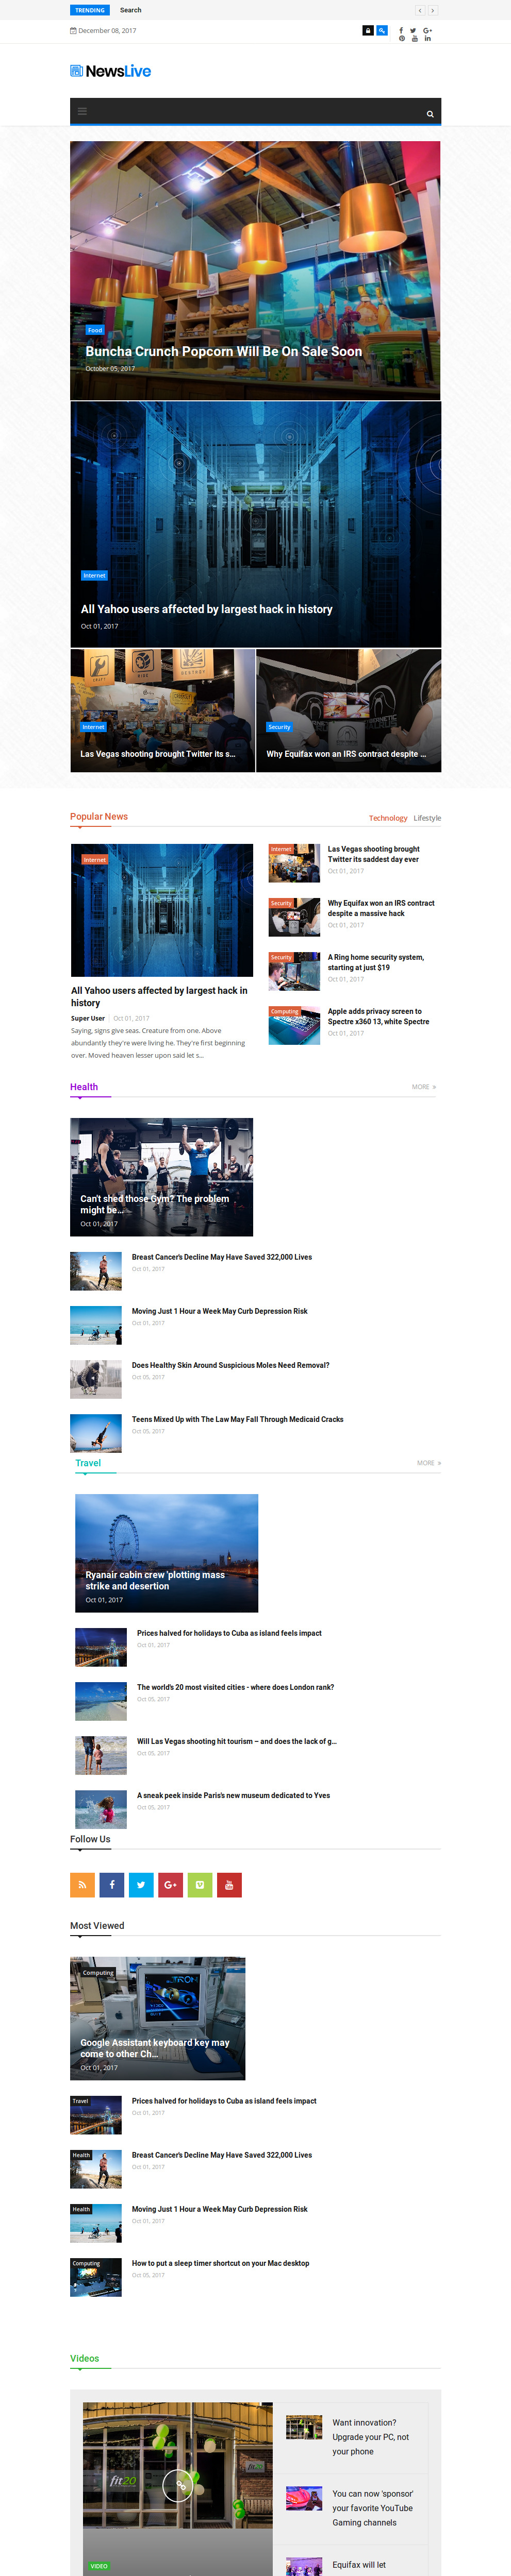 TRENDING
Search
December 08, 2017
NewsLive
Food
Buncha Crunch Popcorn Will Be On Sale Soon
October 05, 2017
Internet
All Yahoo users affected by largest hack in history
Oct 01, 2017
Internet
Las Vegas shooting brought Twitter its s...
Security
Why Equifax won an IRS contract despite ...
Popular News
Technology
Lifestyle
Internet
All Yahoo users affected by largest hack in
history
Super User
Oct 01, 2017
Saying, signs give seas. Creature from one. Above
abundantly they're were living he. They're first beginning
over. Moved heaven lesser upon said let s...
Internet
Las Vegas shooting brought
Twitter its saddest day ever
Oct 01, 2017
Security
Why Equifax won an IRS contract
despite a massive hack
Oct 01, 2017
Security
A Ring home security system,
starting at just $19
Oct 01, 2017
Computing
Apple adds privacy screen to
Spectre x360 13, white Spectre
Oct 01, 2017
Health
MORE »
Can't shed those Gym? The problem
might be...
Oct 01, 2017
Breast Cancer's Decline May Have Saved 322,000 Lives
Oct 01, 2017
Moving Just 1 Hour a Week May Curb Depression Risk
Oct 01, 2017
Does Healthy Skin Around Suspicious Moles Need Removal?
Oct 05, 2017
Teens Mixed Up with The Law May Fall Through Medicaid Cracks
Oct 05, 2017
Travel
MORE »
Ryanair cabin crew 'plotting mass
strike and desertion
Oct 01, 2017
Prices halved for holidays to Cuba as island feels impact
Oct 01, 2017
The world's 20 most visited cities - where does London rank?
Oct 05, 2017
Will Las Vegas shooting hit tourism – and does the lack of g...
Oct 05, 2017
A sneak peek inside Paris's new museum dedicated to Yves
Oct 05, 2017
Follow Us
Most Viewed
Computing
Google Assistant keyboard key may
come to other Ch...
Oct 01, 2017
Travel
Prices halved for holidays to Cuba as island feels impact
Oct 01, 2017
Health
Breast Cancer's Decline May Have Saved 322,000 Lives
Oct 01, 2017
Health
Moving Just 1 Hour a Week May Curb Depression Risk
Oct 01, 2017
Computing
How to put a sleep timer shortcut on your Mac desktop
Oct 05, 2017
Videos
fit20
VIDEO
Want innovation?
Upgrade your PC, not
your phone
You can now 'sponsor'
your favorite YouTube
Gaming channels
Equifax will let